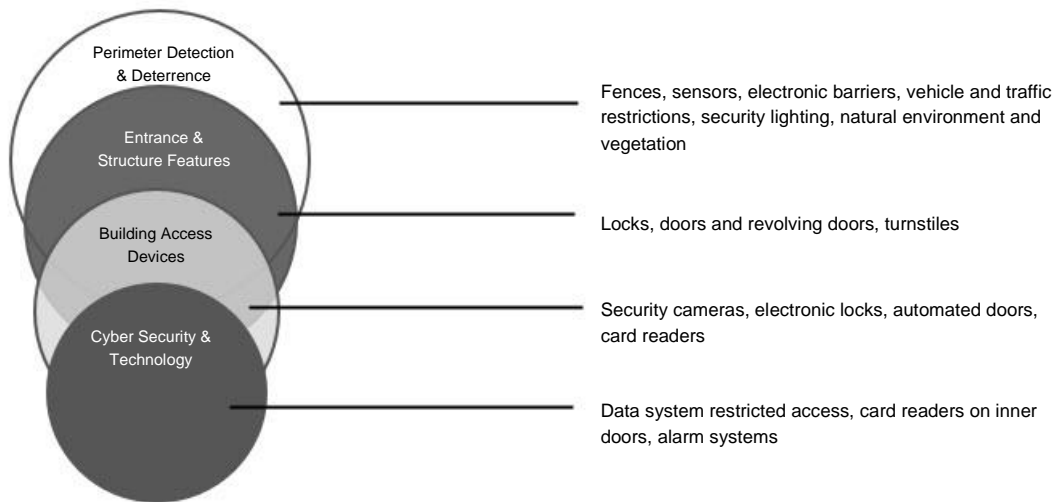 Perimeter Detection
& Deterrence
Fences, sensors, electronic barriers, vehicle and traffic
restrictions, security lighting, natural environment and
vegetation
Entrance &
Structure Features
Locks, doors and revolving doors, turnstiles
Building Access
Devices
Security cameras, electronic locks, automated doors,
card readers
Cyber Security &
Technology
Data system restricted access, card readers on inner
doors, alarm systems